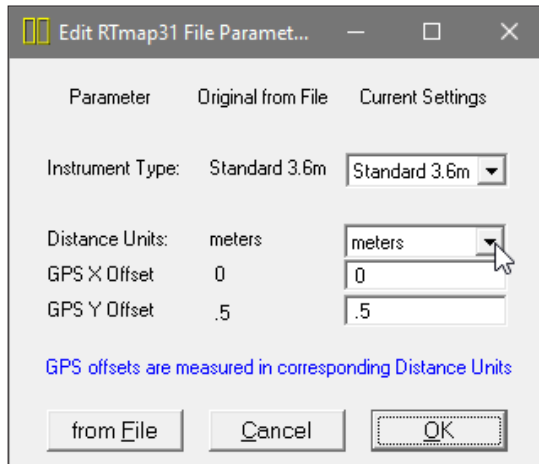 Edit RTmap31 File Paramet...
Parameter Original from File Current Settings
Instrument Type: Standard 3.6m Standard 3.6m
Distance Units: meters meters
GPS X Offset 0 0
GPS Y Offset .5 .5
GPS offsets are measured in corresponding Distance Units
from File Cancel OK